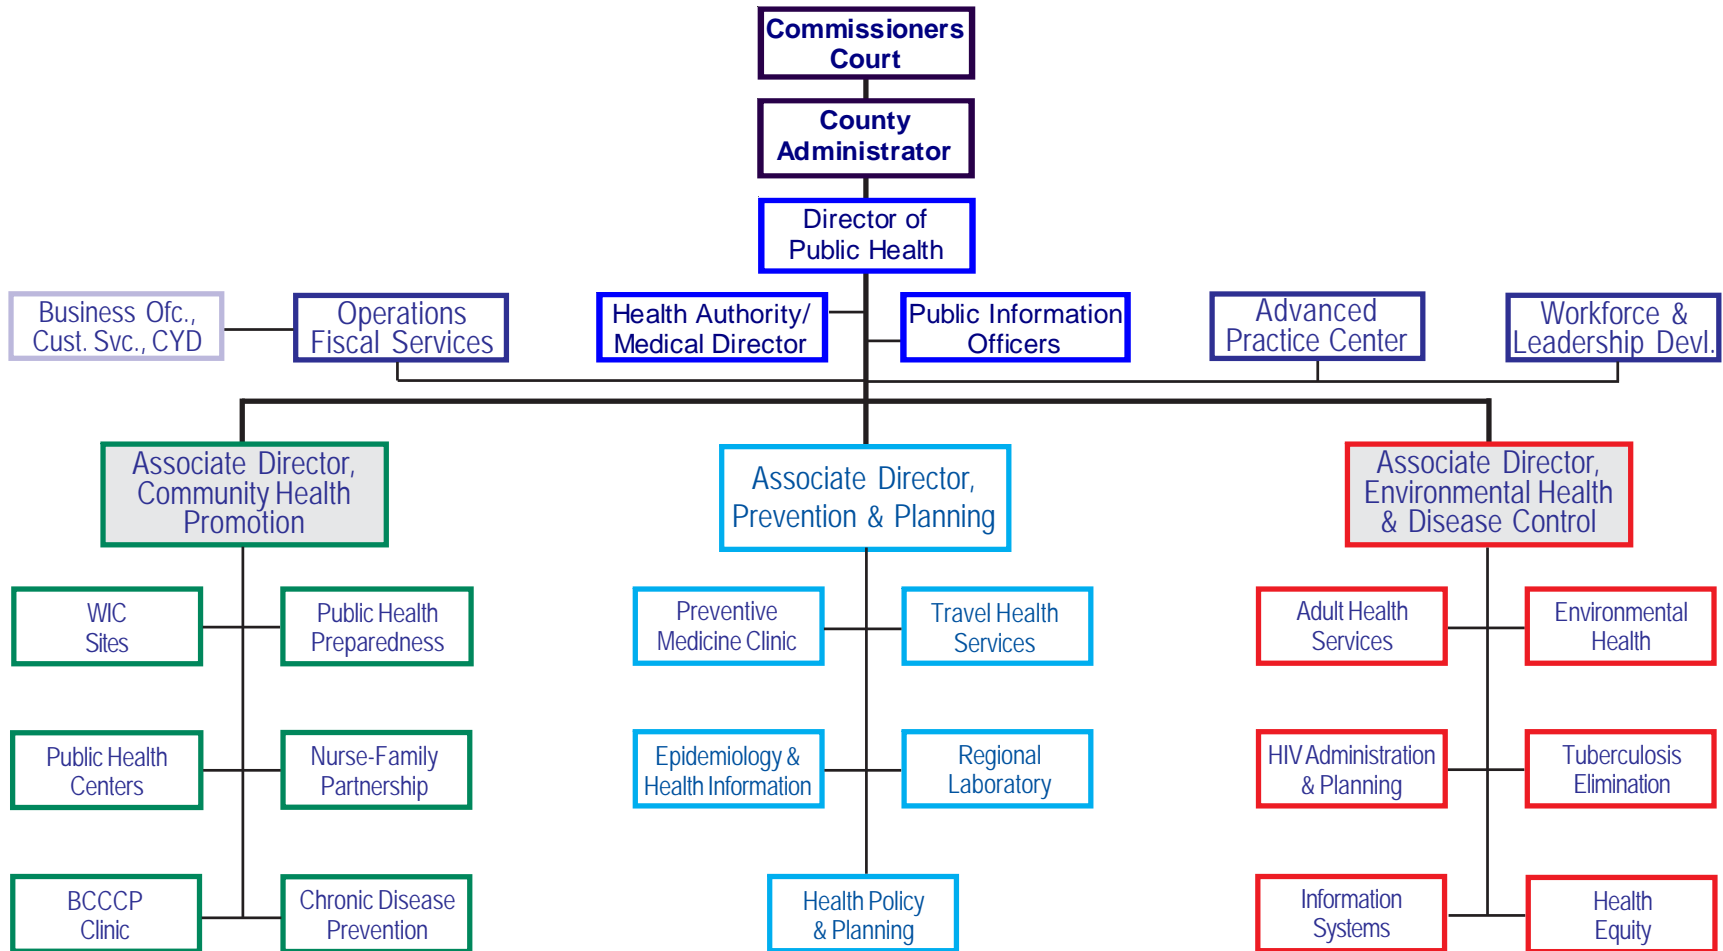 Commissioners
Court
County
Administrator
Director of
Public Health
Business Ofc.,
Cust. Svc., CYD
Operations
Fiscal Services
Health Authority/
Medical Director
Public Information
Officers
Advanced
Practice Center
Workforce &
Leadership Devl.
Associate Director,
Community Health
Promotion
Associate Director,
Prevention & Planning
Associate Director,
Environmental Health
& Disease Control
WIC
Sites
Public Health
Preparedness
Preventive
Medicine Clinic
Travel Health
Services
Adult Health
Services
Environmental
Health
Public Health
Centers
Nurse-Family
Partnership
Epidemiology &
Health Information
Regional
Laboratory
HIV Administration
& Planning
Tuberculosis
Elimination
BCCCP
Clinic
Chronic Disease
Prevention
Health Policy
& Planning
Information
Systems
Health
Equity